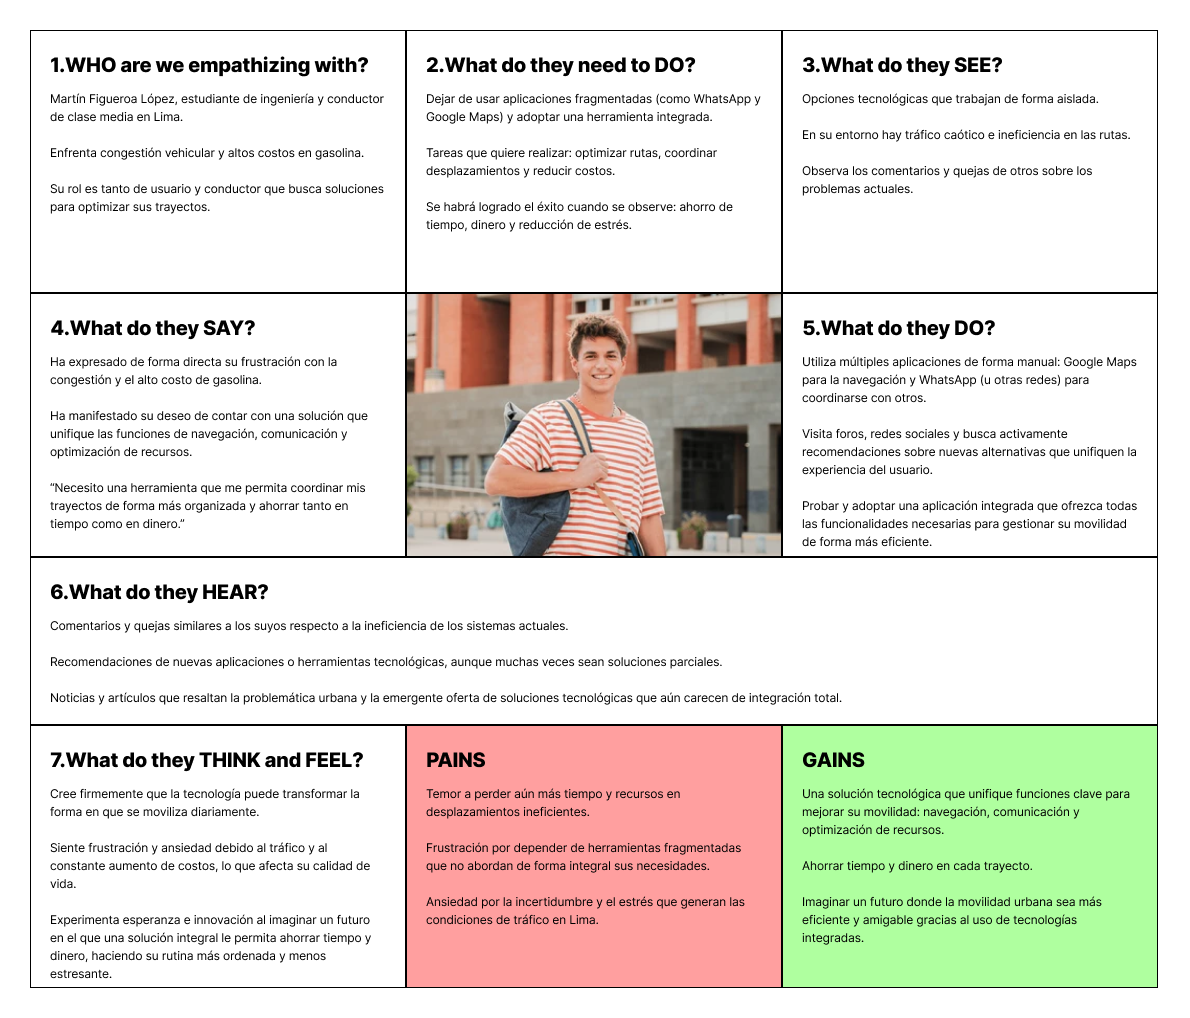 1.WHO are we empathizing with?
Martín Figueroa López, estudiante de ingeniería y conductor
de clase media en Lima.
Enfrenta congestión vehicular y altos costos en gasolina.
Su rol es tanto de usuario y conductor que busca soluciones
para optimizar sus trayectos.
2.What do they need to DO?
Dejar de usar aplicaciones fragmentadas (como WhatsApp y
Google Maps) y adoptar una herramienta integrada.
Tareas que quiere realizar: optimizar rutas, coordinar
desplazamientos y reducir costos.
Se habrá logrado el éxito cuando se observe: ahorro de
tiempo, dinero y reducción de estrés.
3.What do they SEE?
Opciones tecnológicas que trabajan de forma aislada.
En su entorno hay tráfico caótico e ineficiencia en las rutas.
Observa los comentarios y quejas de otros sobre los
problemas actuales.
4.What do they SAY?
Ha expresado de forma directa su frustración con la
congestión y el alto costo de gasolina.
Ha manifestado su deseo de contar con una solución que
unifique las funciones de navegación, comunicación y
optimización de recursos.
“Necesito una herramienta que me permita coordinar mis
trayectos de forma más organizada y ahorrar tanto en
tiempo como en dinero.”
5.What do they DO?
Utiliza múltiples aplicaciones de forma manual: Google Maps
para la navegación y WhatsApp (u otras redes) para
coordinarse con otros.
Visita foros, redes sociales y busca activamente
recomendaciones sobre nuevas alternativas que unifiquen la
experiencia del usuario.
Probar y adoptar una aplicación integrada que ofrezca todas
las funcionalidades necesarias para gestionar su movilidad
de forma más eficiente.
6.What do they HEAR?
Comentarios y quejas similares a los suyos respecto a la ineficiencia de los sistemas actuales.
Recomendaciones de nuevas aplicaciones o herramientas tecnológicas, aunque muchas veces sean soluciones parciales.
Noticias y artículos que resaltan la problemática urbana y la emergente oferta de soluciones tecnológicas que aún carecen de integración total.
7.What do they THINK and FEEL?
Cree firmemente que la tecnología puede transformar la
forma en que se moviliza diariamente.
Siente frustración y ansiedad debido al tráfico y al
constante aumento de costos, lo que afecta su calidad de
vida.
Experimenta esperanza e innovación al imaginar un futuro
en el que una solución integral le permita ahorrar tiempo y
dinero, haciendo su rutina más ordenada y menos
estresante.
PAINS
Temor a perder aún más tiempo y recursos en
desplazamientos ineficientes.
Frustración por depender de herramientas fragmentadas
que no abordan de forma integral sus necesidades.
Ansiedad por la incertidumbre y el estrés que generan las
condiciones de tráfico en Lima.
GAINS
Una solución tecnológica que unifique funciones clave para
mejorar su movilidad: navegación, comunicación y
optimización de recursos.
Ahorrar tiempo y dinero en cada trayecto.
Imaginar un futuro donde la movilidad urbana sea más
eficiente y amigable gracias al uso de tecnologías
integradas.